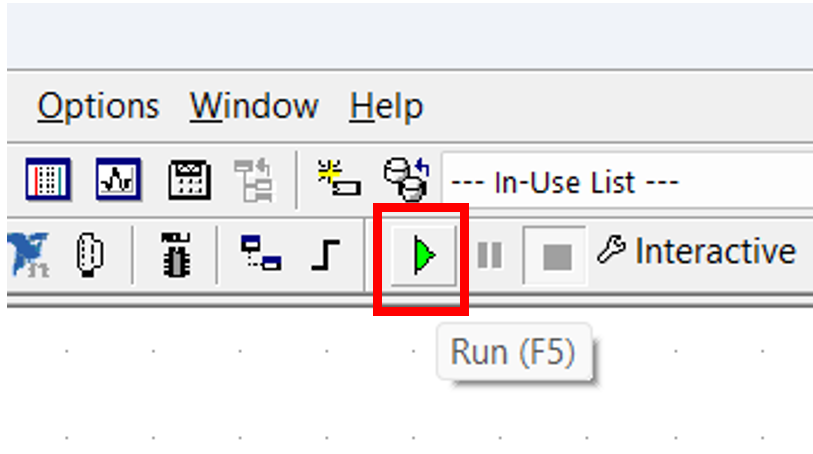 Options Window Help
--- In-Use List ---
Interactive
Run (F5)